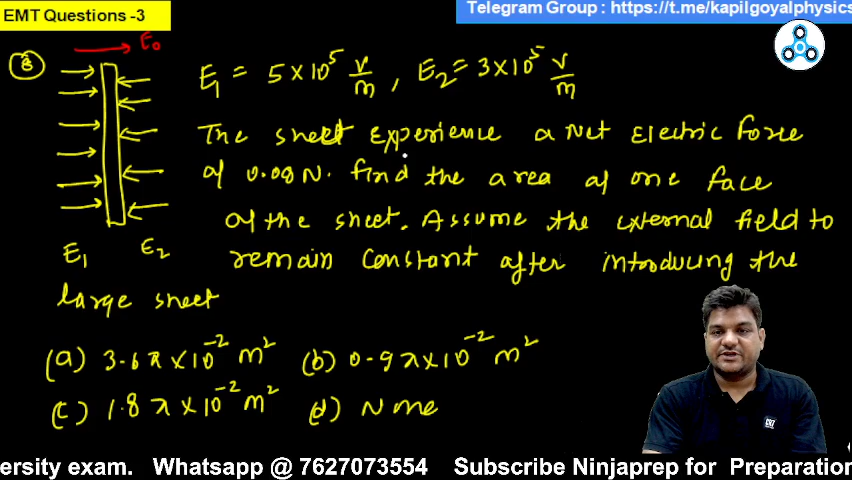 EMT Questions -3
Telegram Group : https://t.me/kapilgoyalphysics
E₀
③ E₁ = 5×10⁵ V/m , E₂ = 3×10⁵ V/m
The sheet experience a Net Electric force
of 0.08 N. find the area of one face
of the sheet. Assume the external field to
E₁ E₂ remain constant after introducing the
large sheet
(a) 3.6π×10⁻² m² (b) 0.9π×10⁻² m²
(c) 1.8π×10⁻² m² (d) None
ersity exam. Whatsapp @ 7627073554 Subscribe Ninjaprep for Preparation